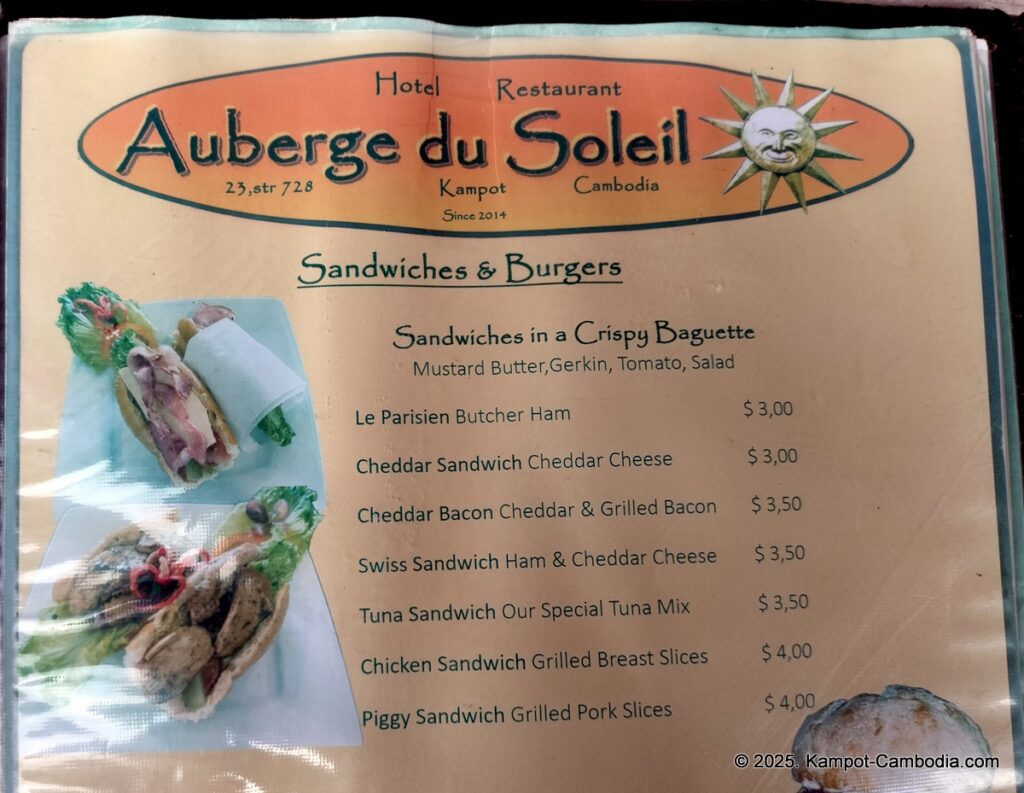 Hotel Restaurant
Auberge du Soleil
23,str 728 Kampot Cambodia
Since 2014
Sandwiches & Burgers
Sandwiches in a Crispy Baguette
Mustard Butter,Gerkin, Tomato, Salad
Le Parisien Butcher Ham $ 3,00
Cheddar Sandwich Cheddar Cheese $ 3,00
Cheddar Bacon Cheddar & Grilled Bacon $ 3,50
Swiss Sandwich Ham & Cheddar Cheese $ 3,50
Tuna Sandwich Our Special Tuna Mix $ 3,50
Chicken Sandwich Grilled Breast Slices $ 4,00
Piggy Sandwich Grilled Pork Slices $ 4,00
© 2025. Kampot-Cambodia.com